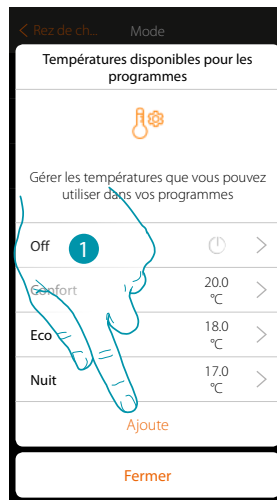 Rez de ch... Mode
Températures disponibles pour les
programmes
Gérer les températures que vous pouvez
utiliser dans vos programmes
Off
1
Confort 20.0
°C
Eco 18.0
°C
Nuit 17.0
°C
Ajoute
Fermer